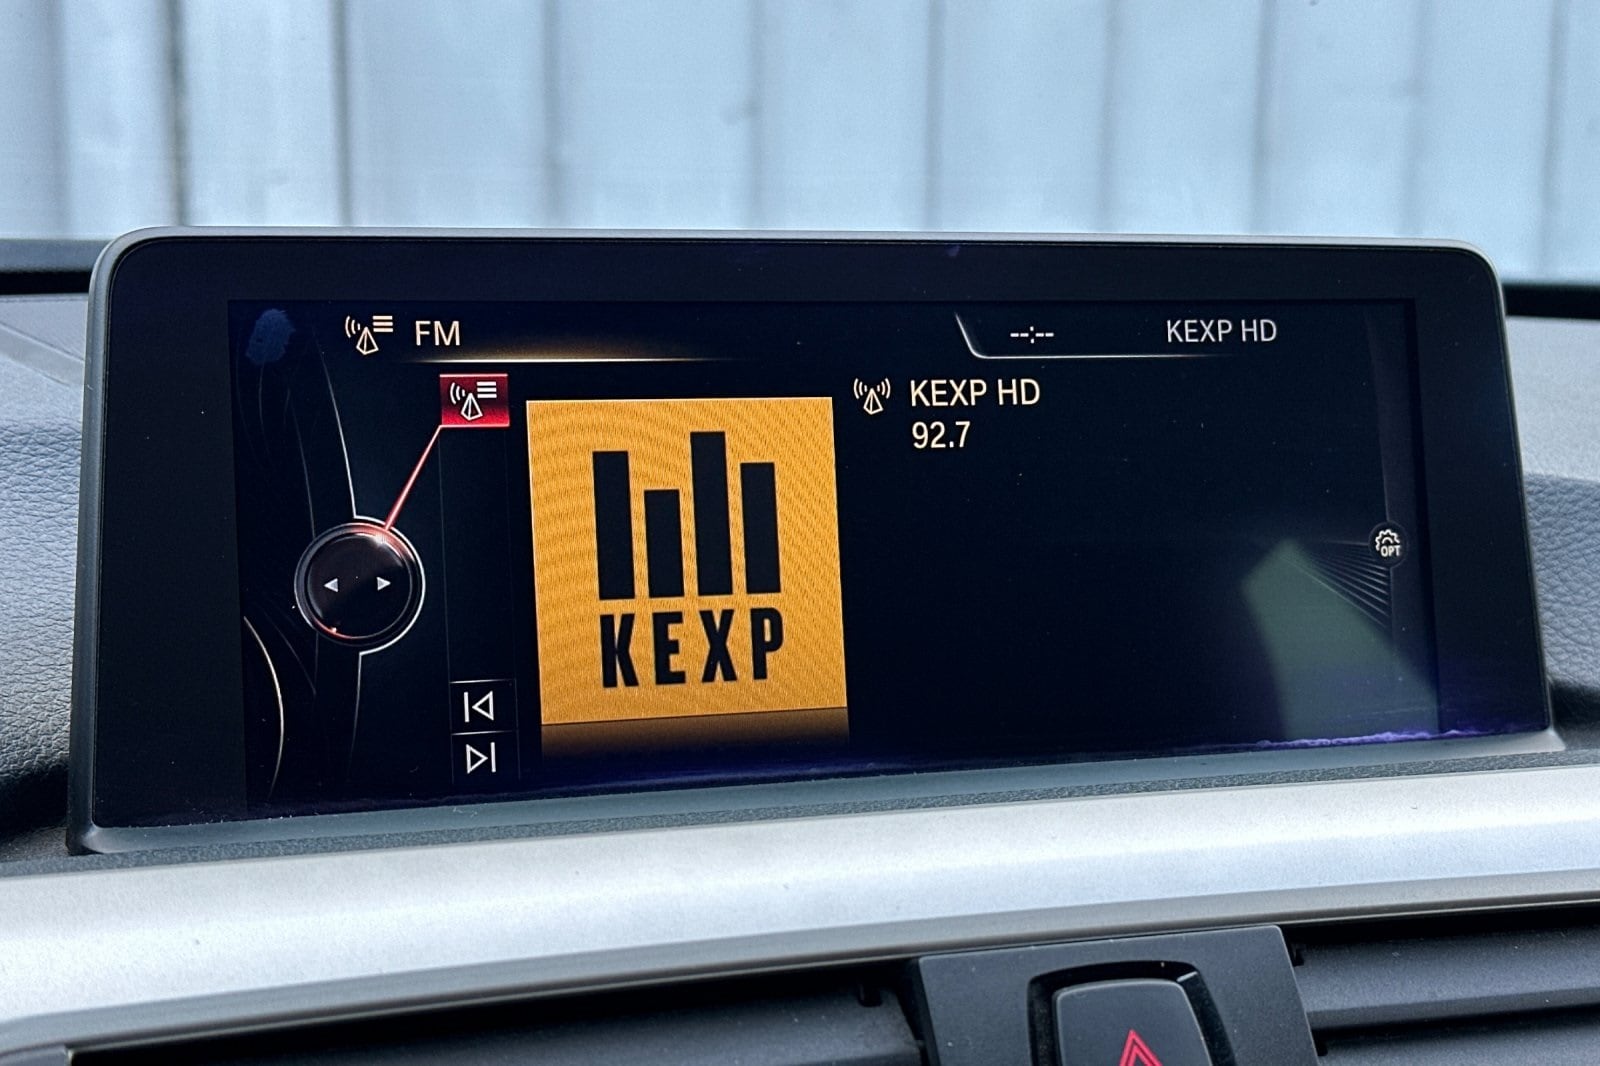 FM
--:--
KEXP HD
KEXP HD
92.7
KEXP
OPT